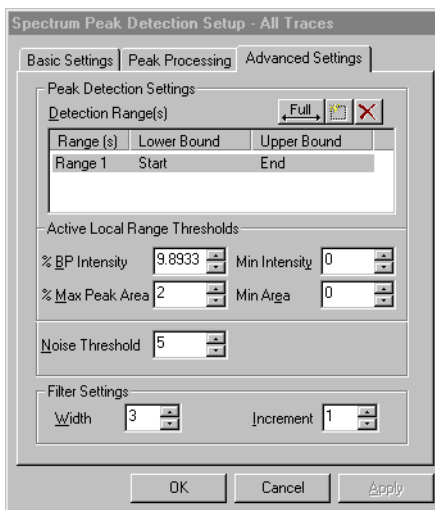 Spectrum Peak Detection Setup - All Traces
Basic Settings Peak Processing Advanced Settings
Peak Detection Settings
Detection Range(s) Full
Range (s) Lower Bound Upper Bound
Range 1 Start End
Active Local Range Thresholds
% BP Intensity 9.8933 Min Intensity 0
% Max Peak Area 2 Min Area 0
Noise Threshold 5
Filter Settings
Width 3 Increment 1
OK Cancel Apply